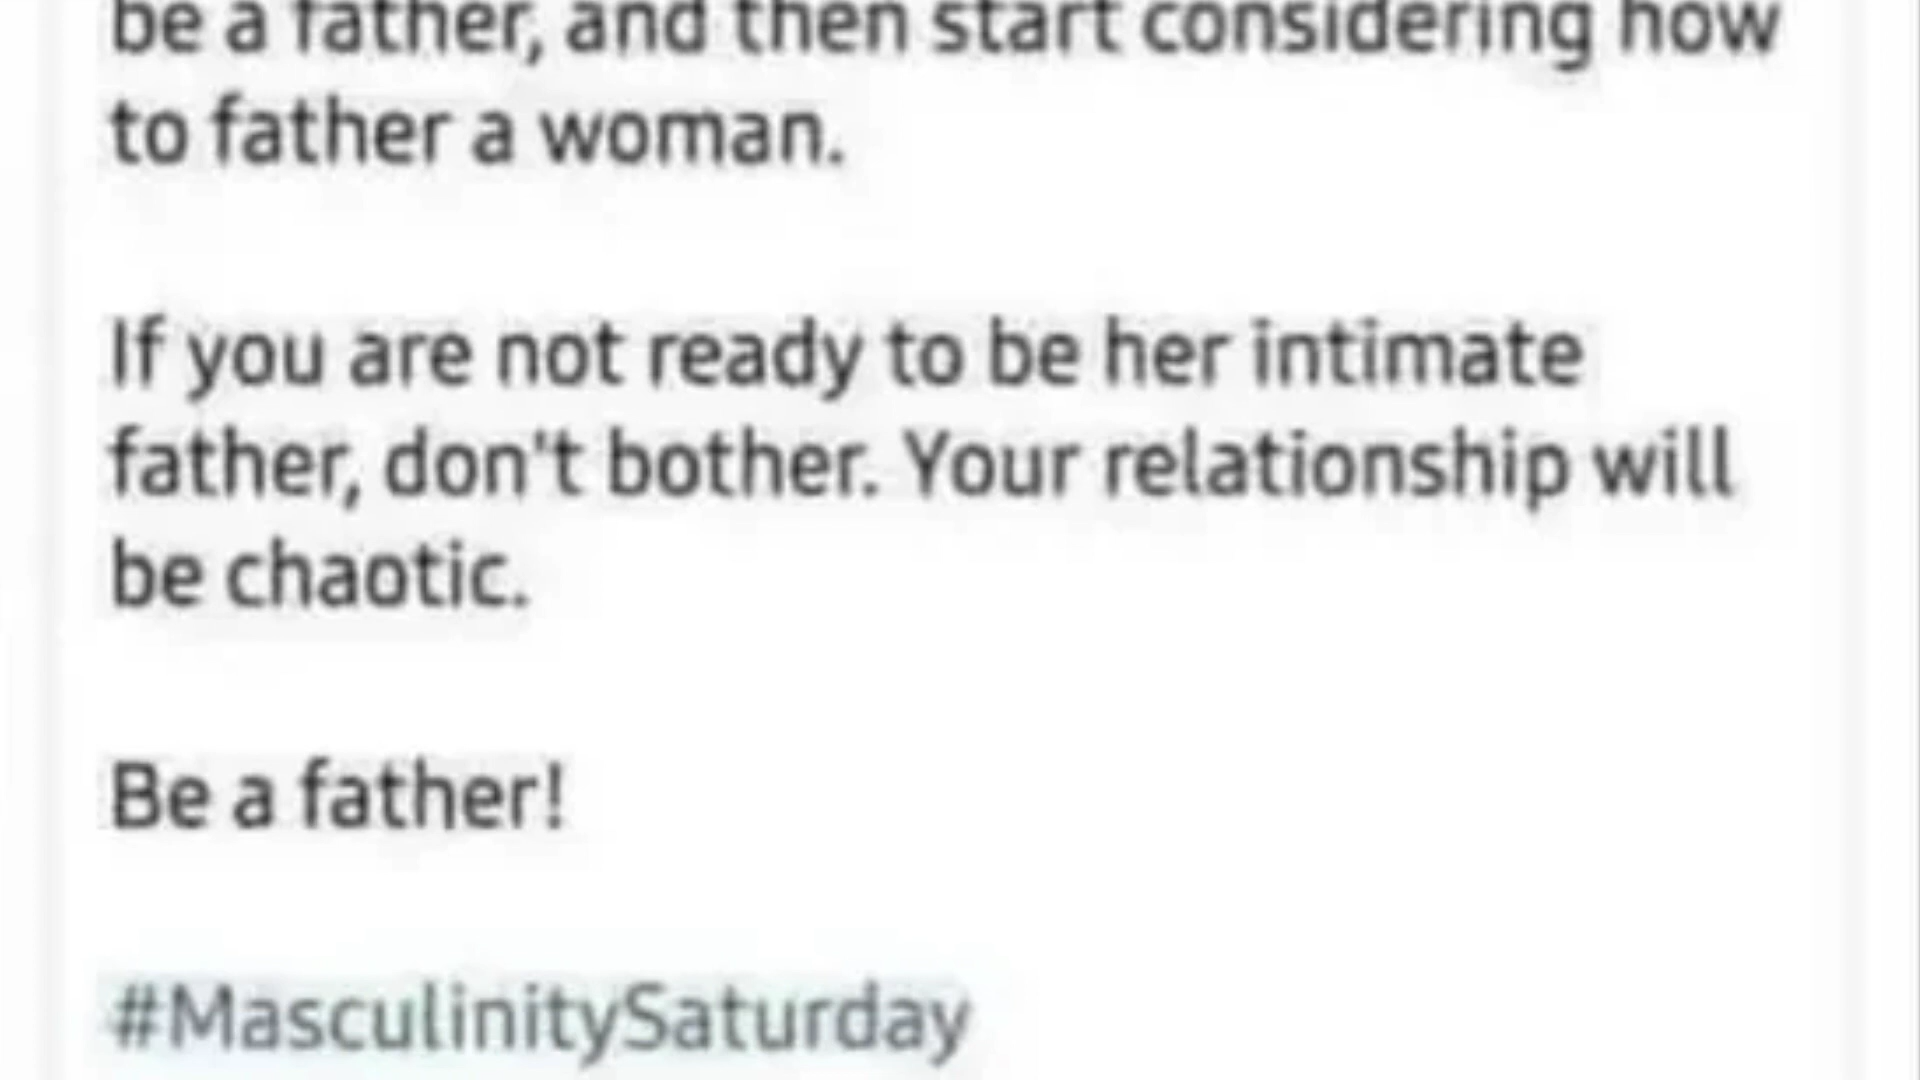 be a father, and then start considering how
to father a woman.
If you are not ready to be her intimate
father, don't bother. Your relationship will
be chaotic.
Be a father!
#MasculinitySaturday